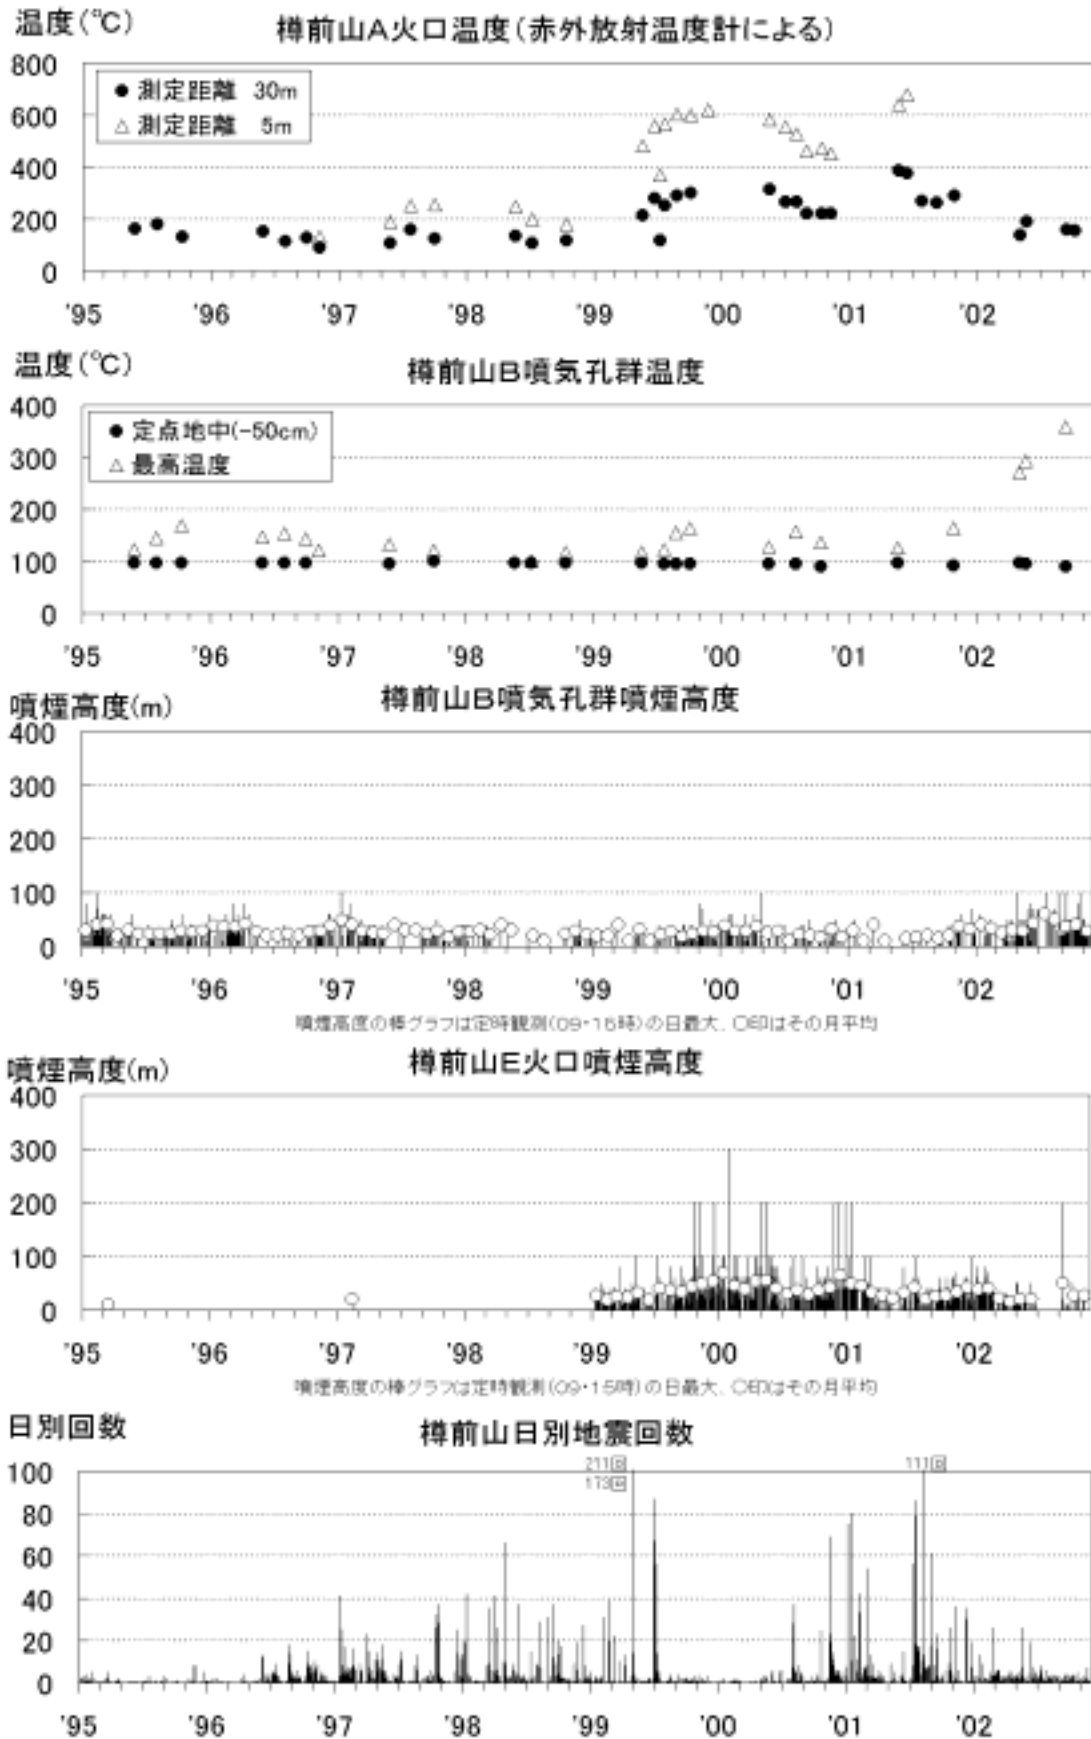 温度(℃)
樽前山A火口温度(赤外放射温度計による)
800
600
400
200
0
● 測定距離 30m
△ 測定距離 5m
'95 '96 '97 '98 '99 '00 '01 '02
温度(℃)
樽前山B噴気孔群温度
400
300
200
100
0
● 定点地中(-50cm)
△ 最高温度
'95 '96 '97 '98 '99 '00 '01 '02
噴煙高度(m)
樽前山B噴気孔群噴煙高度
400
300
200
100
0
'95 '96 '97 '98 '99 '00 '01 '02
噴煙高度の棒グラフは定時観測(09・15時)の日最大、○印はその月平均
噴煙高度(m)
樽前山E火口噴煙高度
400
300
200
100
0
'95 '96 '97 '98 '99 '00 '01 '02
噴煙高度の棒グラフは定時観測(09・15時)の日最大、○印はその月平均
日別回数
樽前山日別地震回数
100
80
60
40
20
0
211回
173回
111回
'95 '96 '97 '98 '99 '00 '01 '02